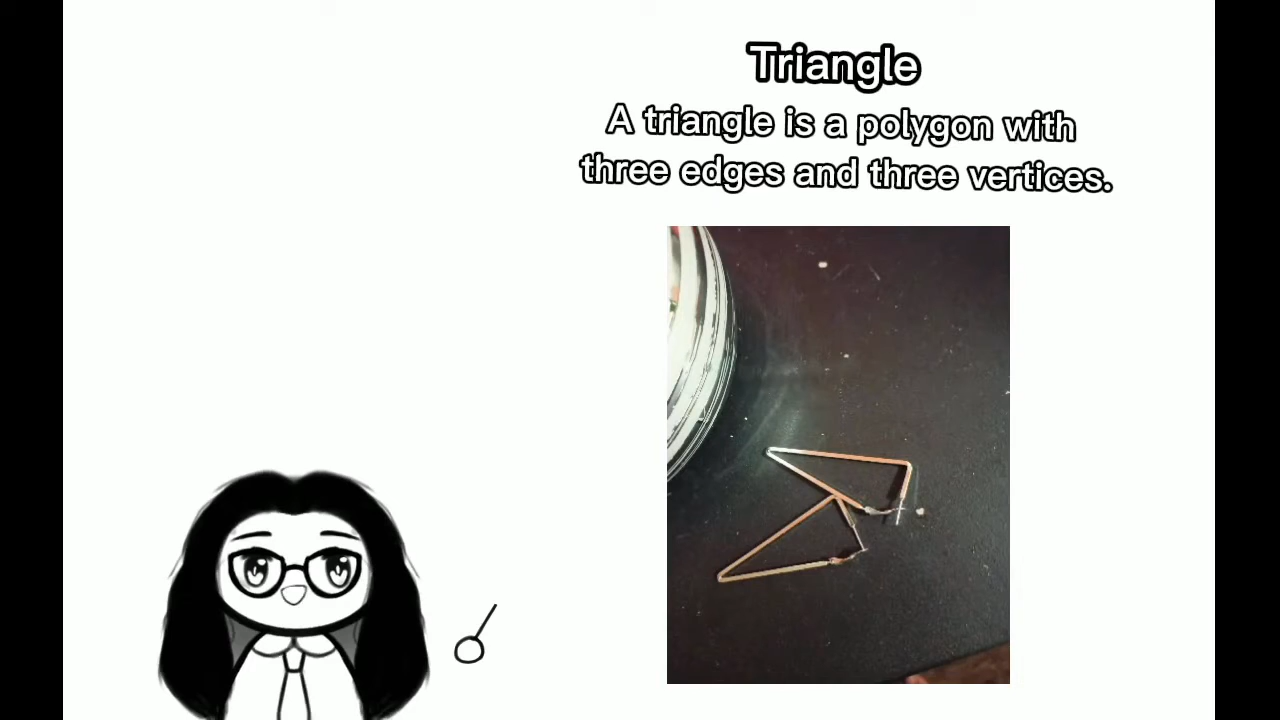 Triangle
A triangle is a polygon with
three edges and three vertices.